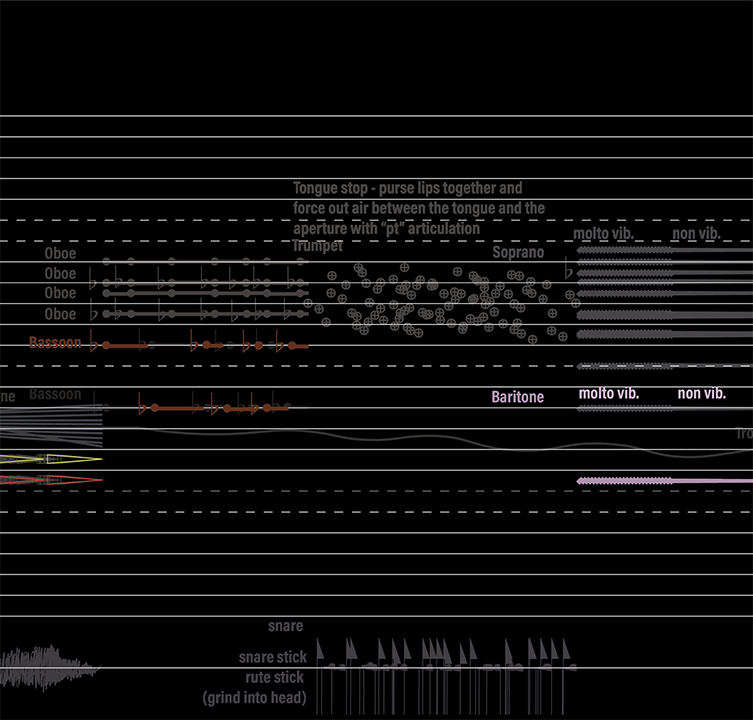 Tongue stop - purse lips together and
force out air between the tongue and the
aperture with “pt” articulation
Trumpet
molto vib. non vib.
Oboe
Soprano
Oboe
Oboe
Oboe
Bassoon
ne
Bassoon
Baritone
molto vib. non vib.
Tro
snare
snare stick
rute stick
(grind into head)